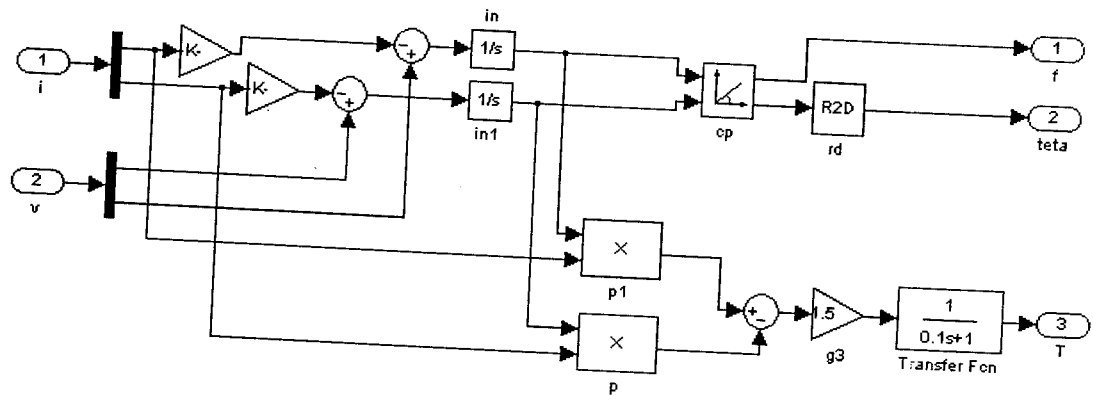 in
1
i
K-
K-
-
+
-
+
1/s
1/s
in1
cp
R2D
rd
1
f
2
teta
2
v
×
p1
×
p
+
-
1.5
g3
1
0.1s+1
Transfer Fcn
3
T